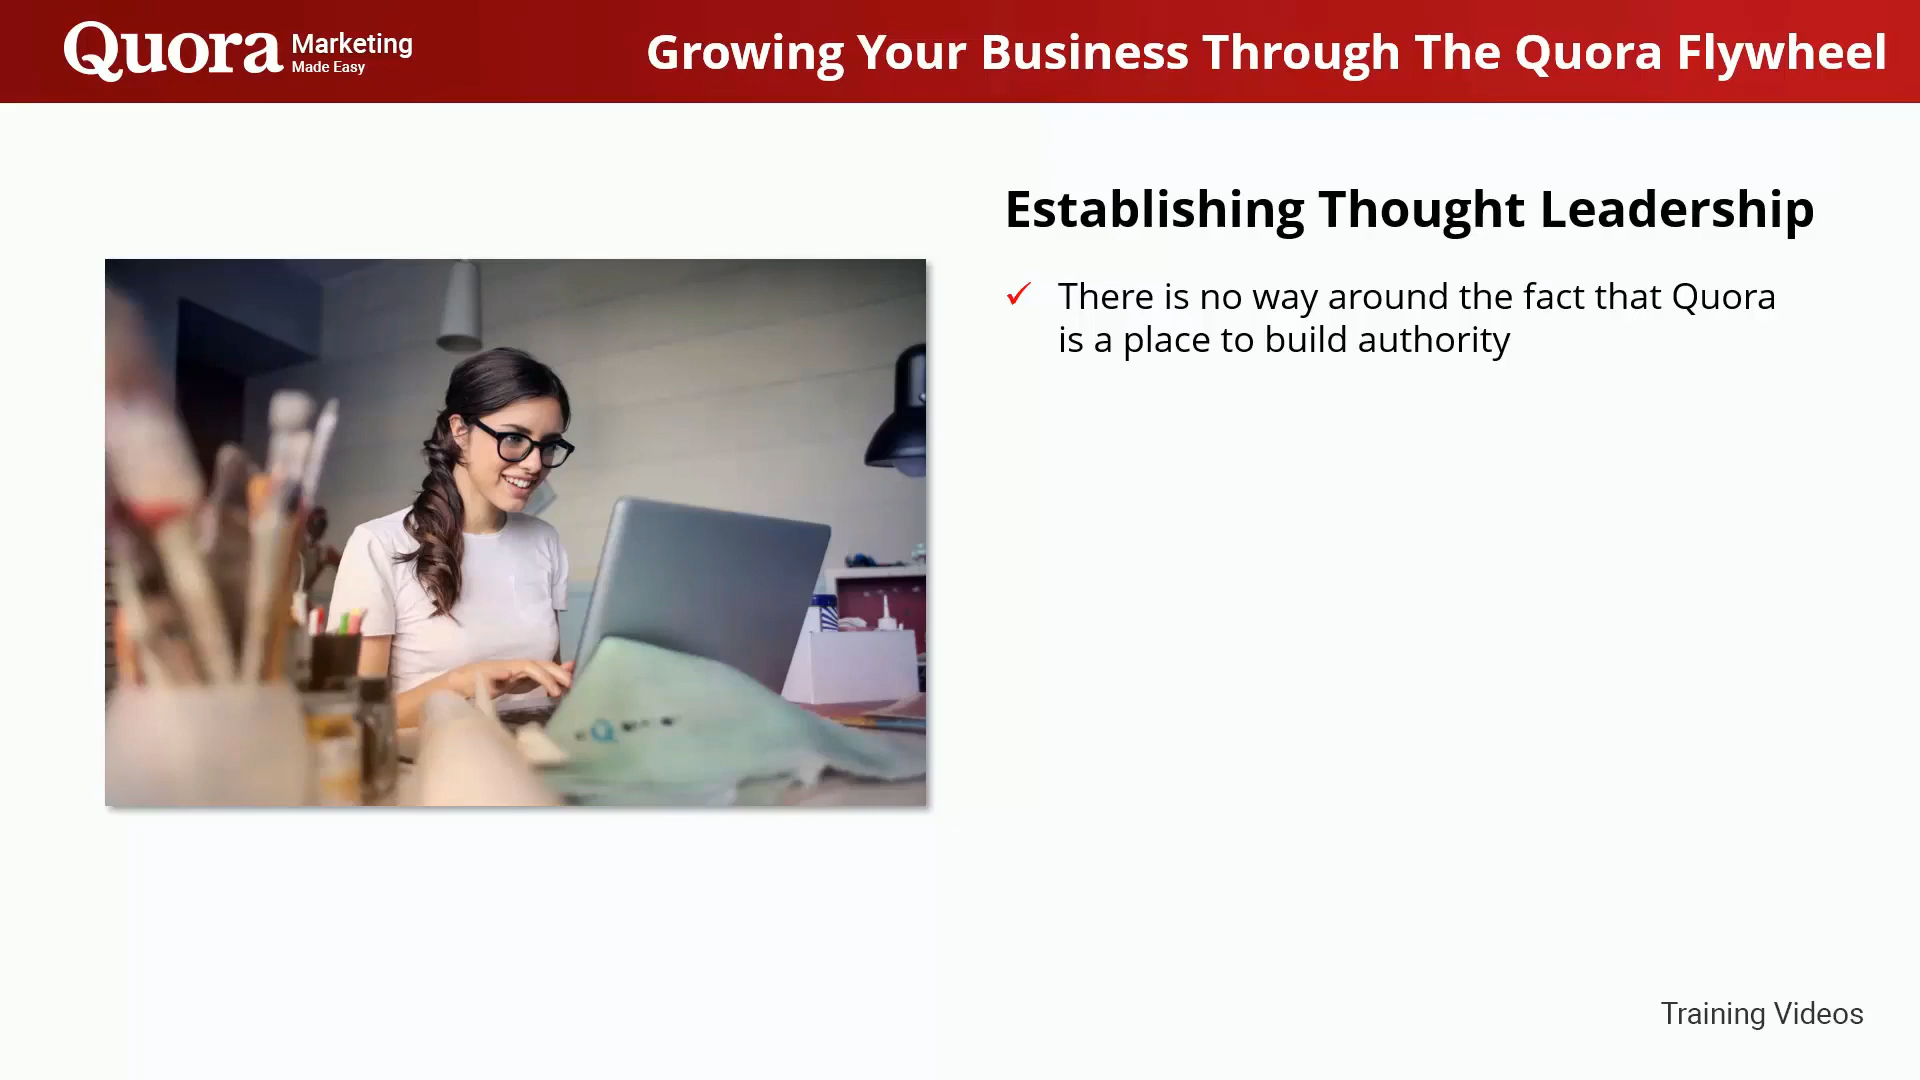 Quora Marketing
Made Easy
Growing Your Business Through The Quora Flywheel
Establishing Thought Leadership
There is no way around the fact that Quora
is a place to build authority
Training Videos